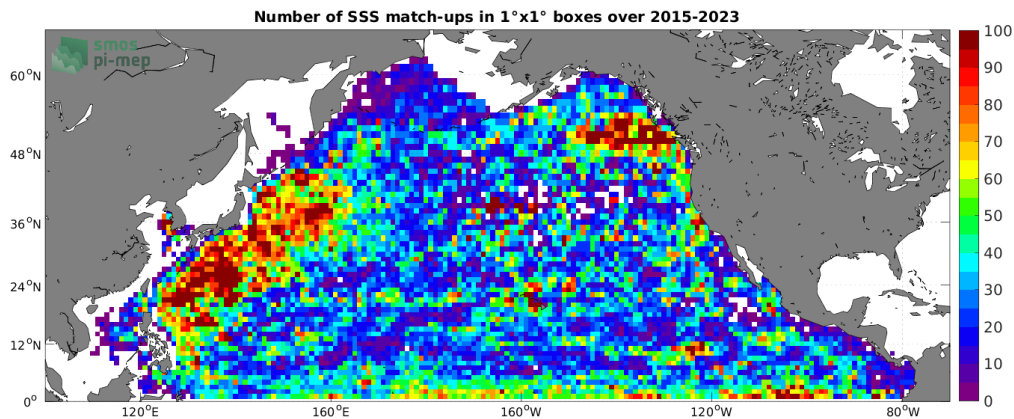 Number of SSS match-ups in 1°x1° boxes over 2015-2023
smos
pi-mep
60°N
48°N
36°N
24°N
12°N
0°
120°E
160°E
160°W
120°W
80°W
100
90
80
70
60
50
40
30
20
10
0